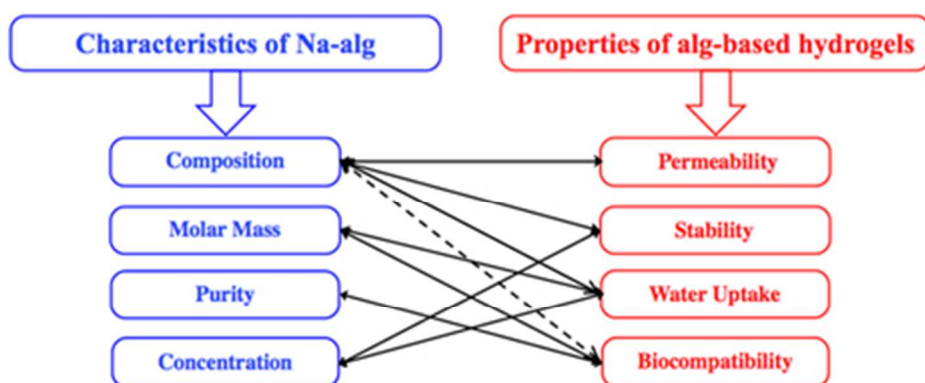 Characteristics of Na-alg
Properties of alg-based hydrogels
Composition
Permeability
Molar Mass
Stability
Purity
Water Uptake
Concentration
Biocompatibility